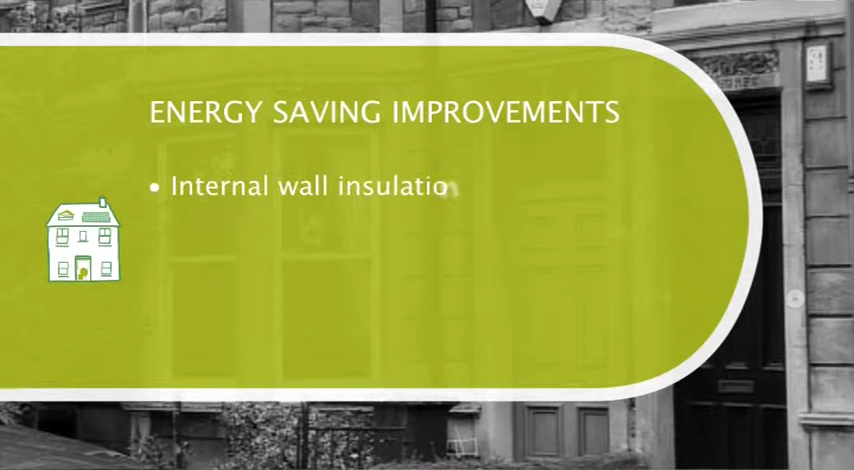 ENERGY SAVING IMPROVEMENTS
• Internal wall insulation